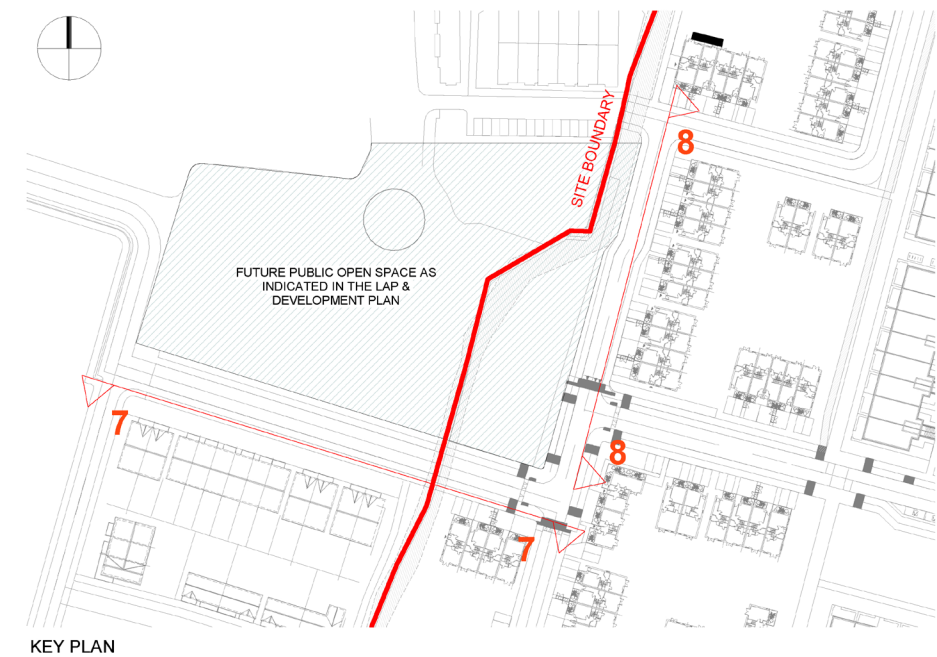 SITE BOUNDARY
8
FUTURE PUBLIC OPEN SPACE AS
INDICATED IN THE LAP &
DEVELOPMENT PLAN
7
8
7
KEY PLAN